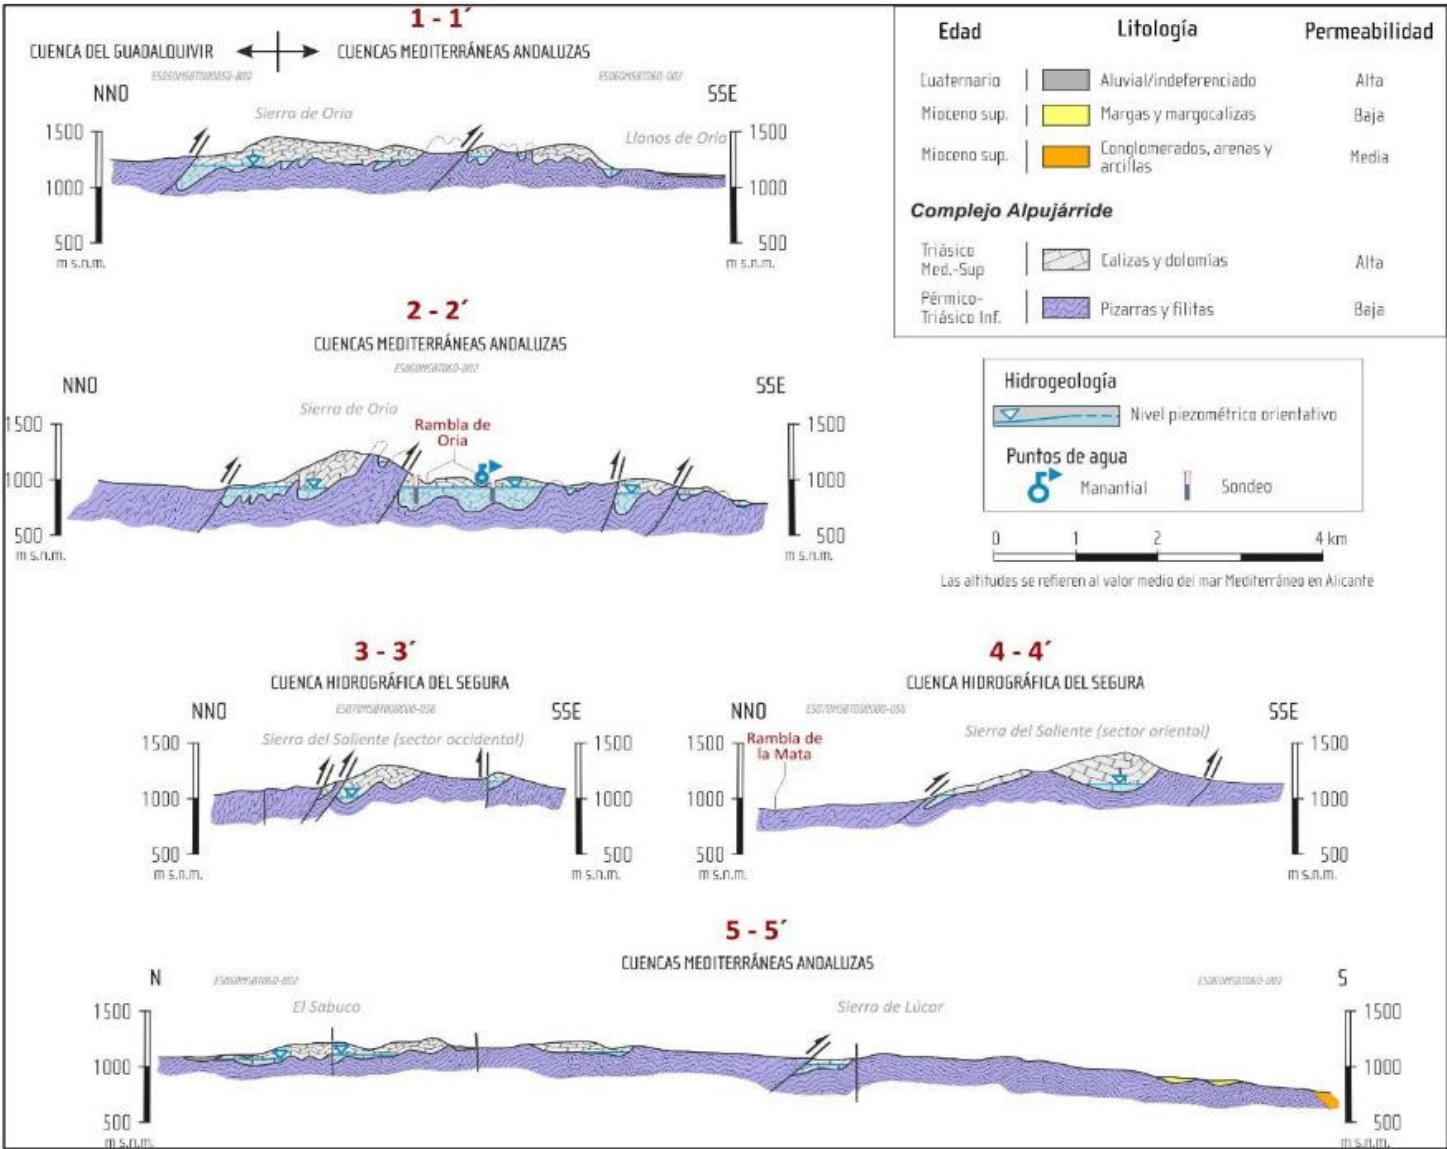 1 - 1´
CUENCA DEL GUADALQUIVIR
CUENCAS MEDITERRÁNEAS ANDALUZAS
ES060MSBT060-002
NNO
SSE
Sierra de Oria
Llanos de Oria
1500
1000
500
m s.n.m.
1500
1000
500
m s.n.m.
Edad
Litología
Permeabilidad
Cuaternario
Aluvial/indeferenciado
Alta
Mioceno sup.
Margas y margocalizas
Baja
Mioceno sup.
Conglomerados, arenas y
arcillas
Media
Complejo Alpujárride
Triásico
Med.-Sup
Calizas y dolomías
Alta
Pérmico-
Triásico Inf.
Pizarras y filitas
Baja
2 - 2´
CUENCAS MEDITERRÁNEAS ANDALUZAS
ES060MSBT060-002
NNO
SSE
Sierra de Oria
Rambla de
Oria
1500
1000
500
m s.n.m.
1500
1000
500
m s.n.m.
Hidrogeología
Nivel piezométrico orientativo
Puntos de agua
Manantial
Sondeo
0 1 2 4 km
Las altitudes se refieren al valor medio del mar Mediterráneo en Alicante
3 - 3´
CUENCA HIDROGRÁFICA DEL SEGURA
NNO
SSE
Sierra del Saliente (sector occidental)
1500
1000
500
m s.n.m.
1500
1000
500
m s.n.m.
4 - 4´
CUENCA HIDROGRÁFICA DEL SEGURA
NNO
SSE
Rambla de
la Mata
Sierra del Saliente (sector oriental)
1500
1000
500
m s.n.m.
1500
1000
500
m s.n.m.
5 - 5´
CUENCAS MEDITERRÁNEAS ANDALUZAS
N
S
ES060MSBT060-002
ES060MSBT060-002
El Sabuco
Sierra de Lúcar
1500
1000
500
m s.n.m.
1500
1000
500
m s.n.m.